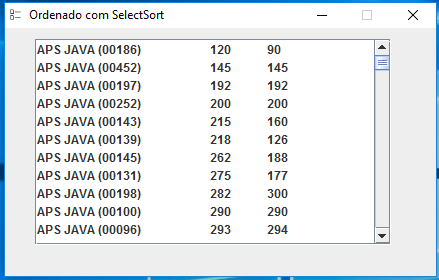 Ordenado com SelectSort
APS JAVA (00186) 120 90
APS JAVA (00452) 145 145
APS JAVA (00197) 192 192
APS JAVA (00252) 200 200
APS JAVA (00143) 215 160
APS JAVA (00139) 218 126
APS JAVA (00145) 262 188
APS JAVA (00131) 275 177
APS JAVA (00198) 282 300
APS JAVA (00100) 290 290
APS JAVA (00096) 293 294